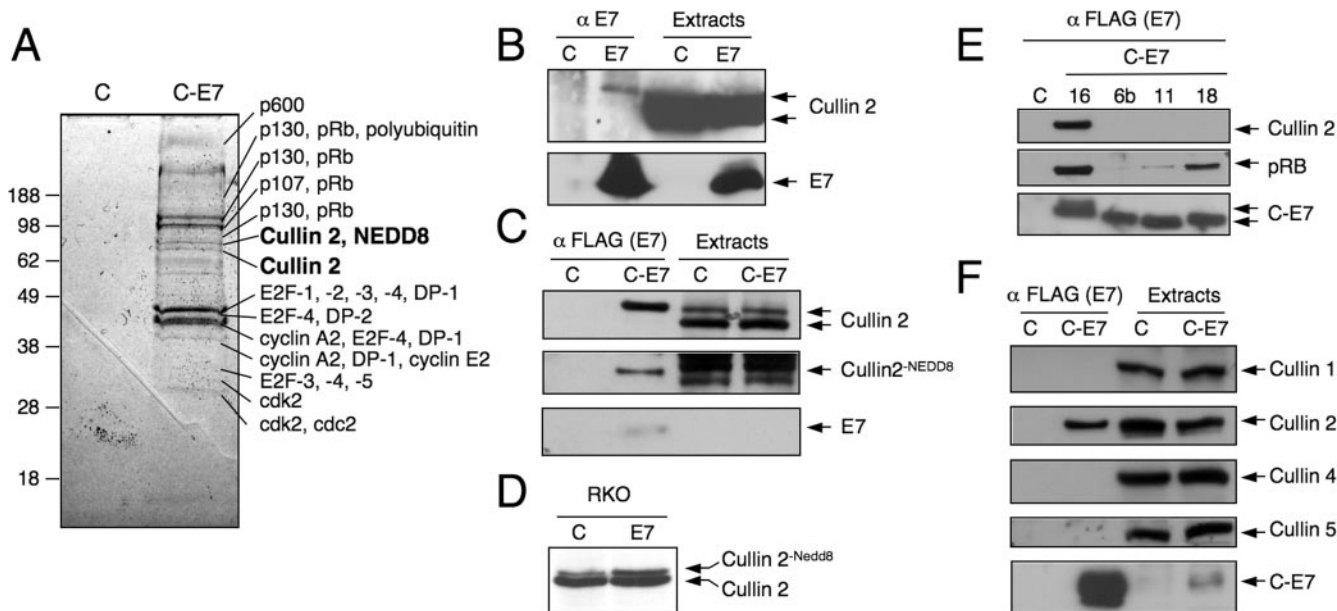 A
C C-E7
188
98
62
49
38
28
18
p600
p130, pRb, polyubiquitin
p130, pRb
p107, pRb
p130, pRb
Cullin 2, NEDD8
Cullin 2
E2F-1, -2, -3, -4, DP-1
E2F-4, DP-2
cyclin A2, E2F-4, DP-1
cyclin A2, DP-1, cyclin E2
E2F-3, -4, -5
cdk2
cdk2, cdc2
B
α E7 Extracts
C E7 C E7
Cullin 2
E7
C
α FLAG (E7) Extracts
C C-E7 C C-E7
Cullin 2
Cullin2-NEDD8
E7
D
RKO
C E7
Cullin 2-Nedd8
Cullin 2
E
α FLAG (E7)
C-E7
C 16 6b 11 18
Cullin 2
pRB
C-E7
F
α FLAG (E7) Extracts
C C-E7 C C-E7
Cullin 1
Cullin 2
Cullin 4
Cullin 5
C-E7